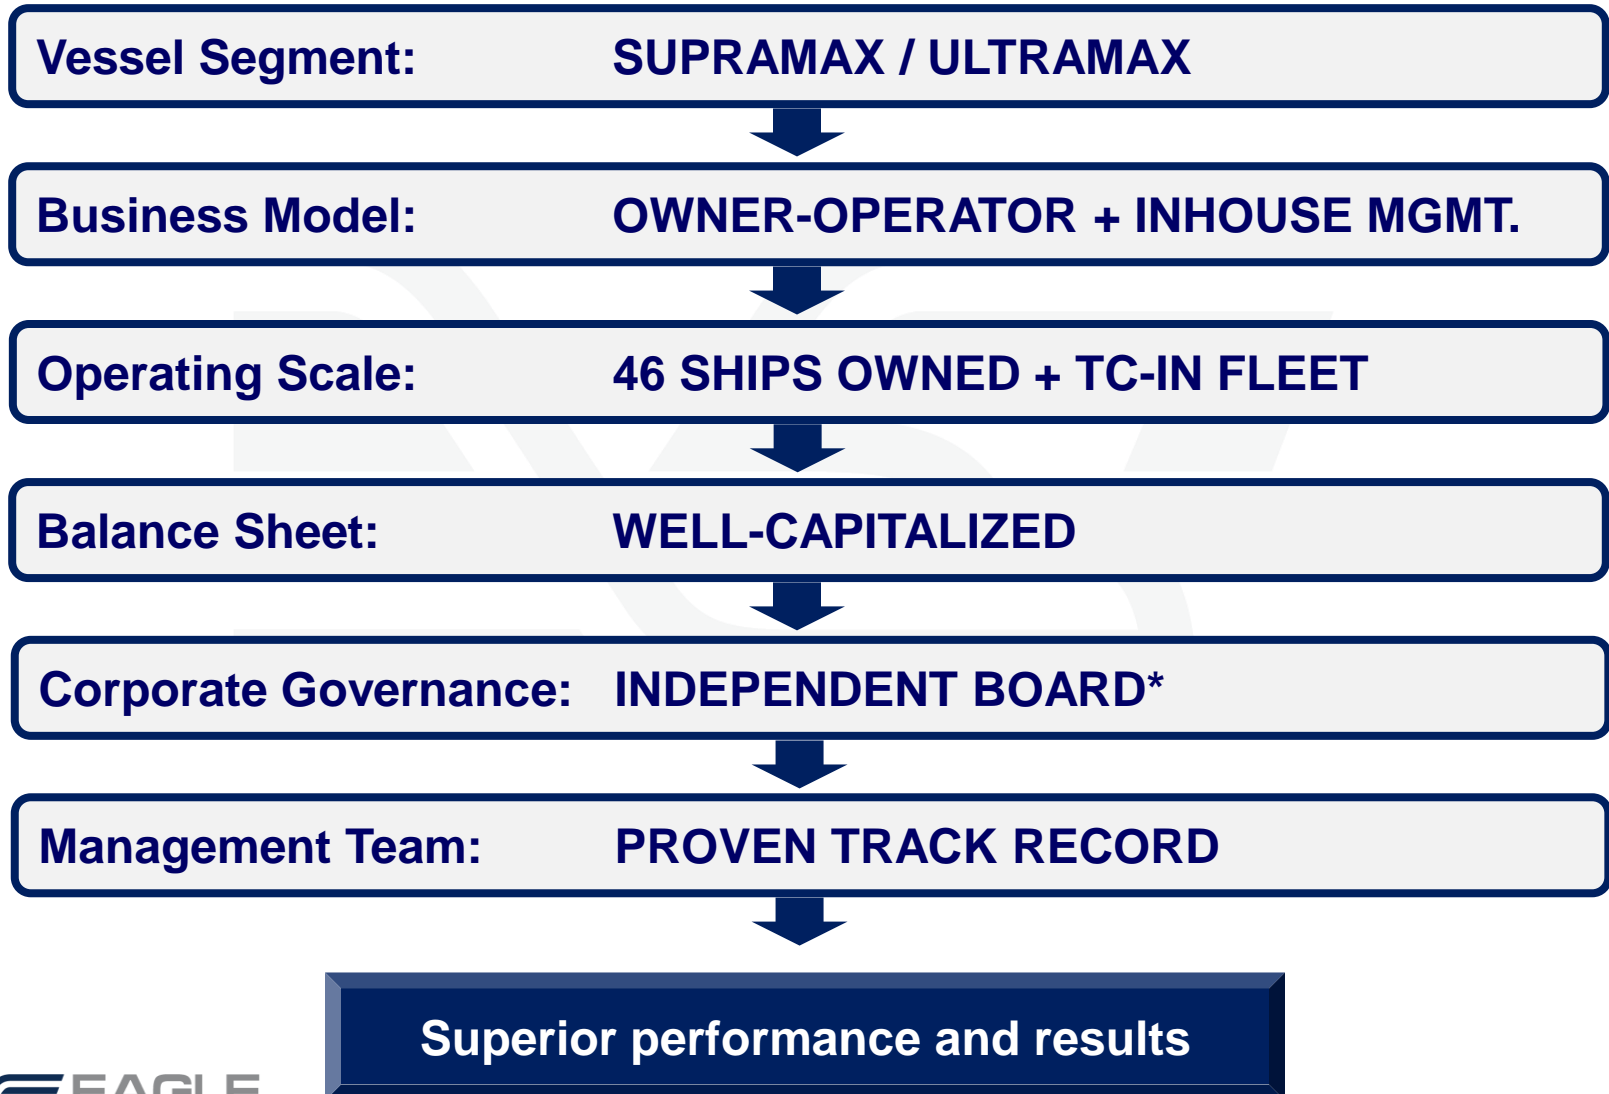 Vessel Segment: SUPRAMAX / ULTRAMAX
Business Model: OWNER-OPERATOR + INHOUSE MGMT.
Operating Scale: 46 SHIPS OWNED + TC-IN FLEET
Balance Sheet: WELL-CAPITALIZED
Corporate Governance: INDEPENDENT BOARD*
Management Team: PROVEN TRACK RECORD
Superior performance and results
EAGLE